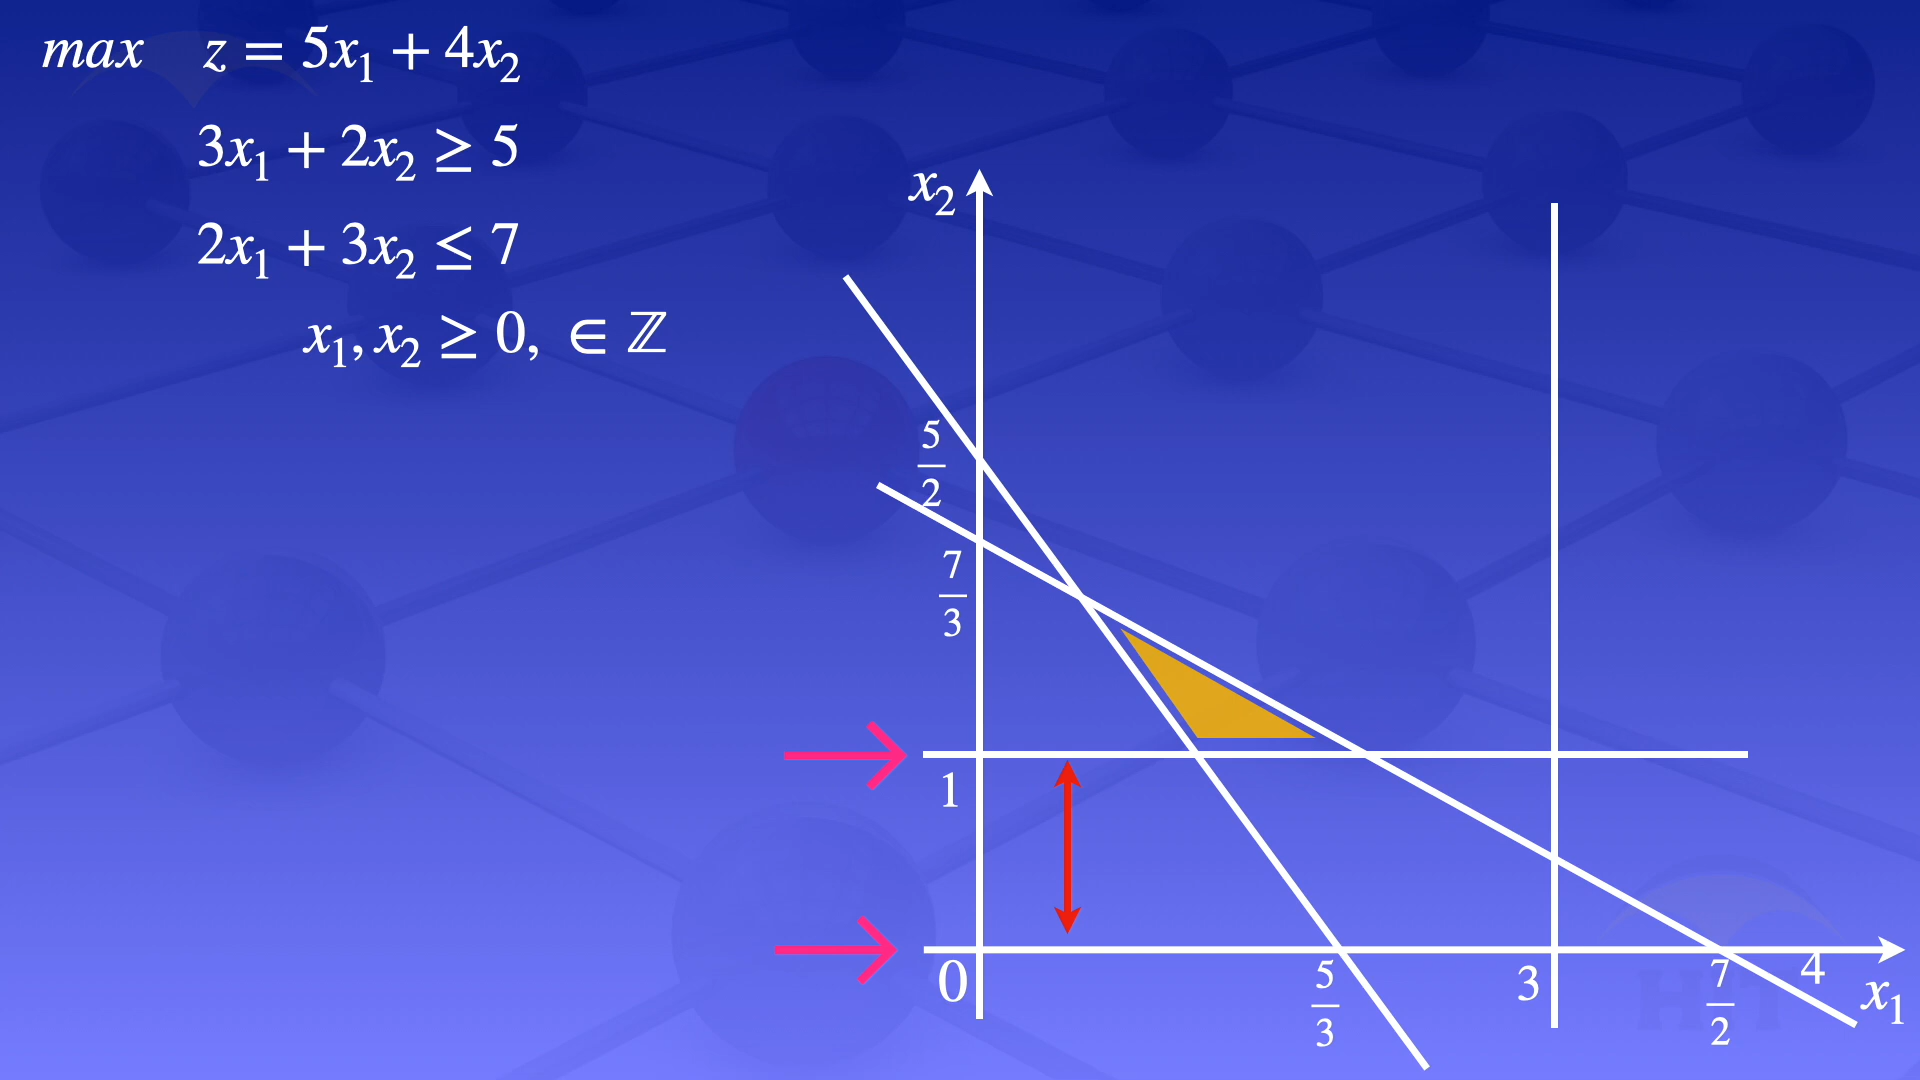 max z = 5x₁ + 4x₂
3x₁ + 2x₂ ≥ 5
2x₁ + 3x₂ ≤ 7
x₁, x₂ ≥ 0, ∈ ℤ
x₂
5/2
7/3
1
0
5/3
3
7/2
4
x₁